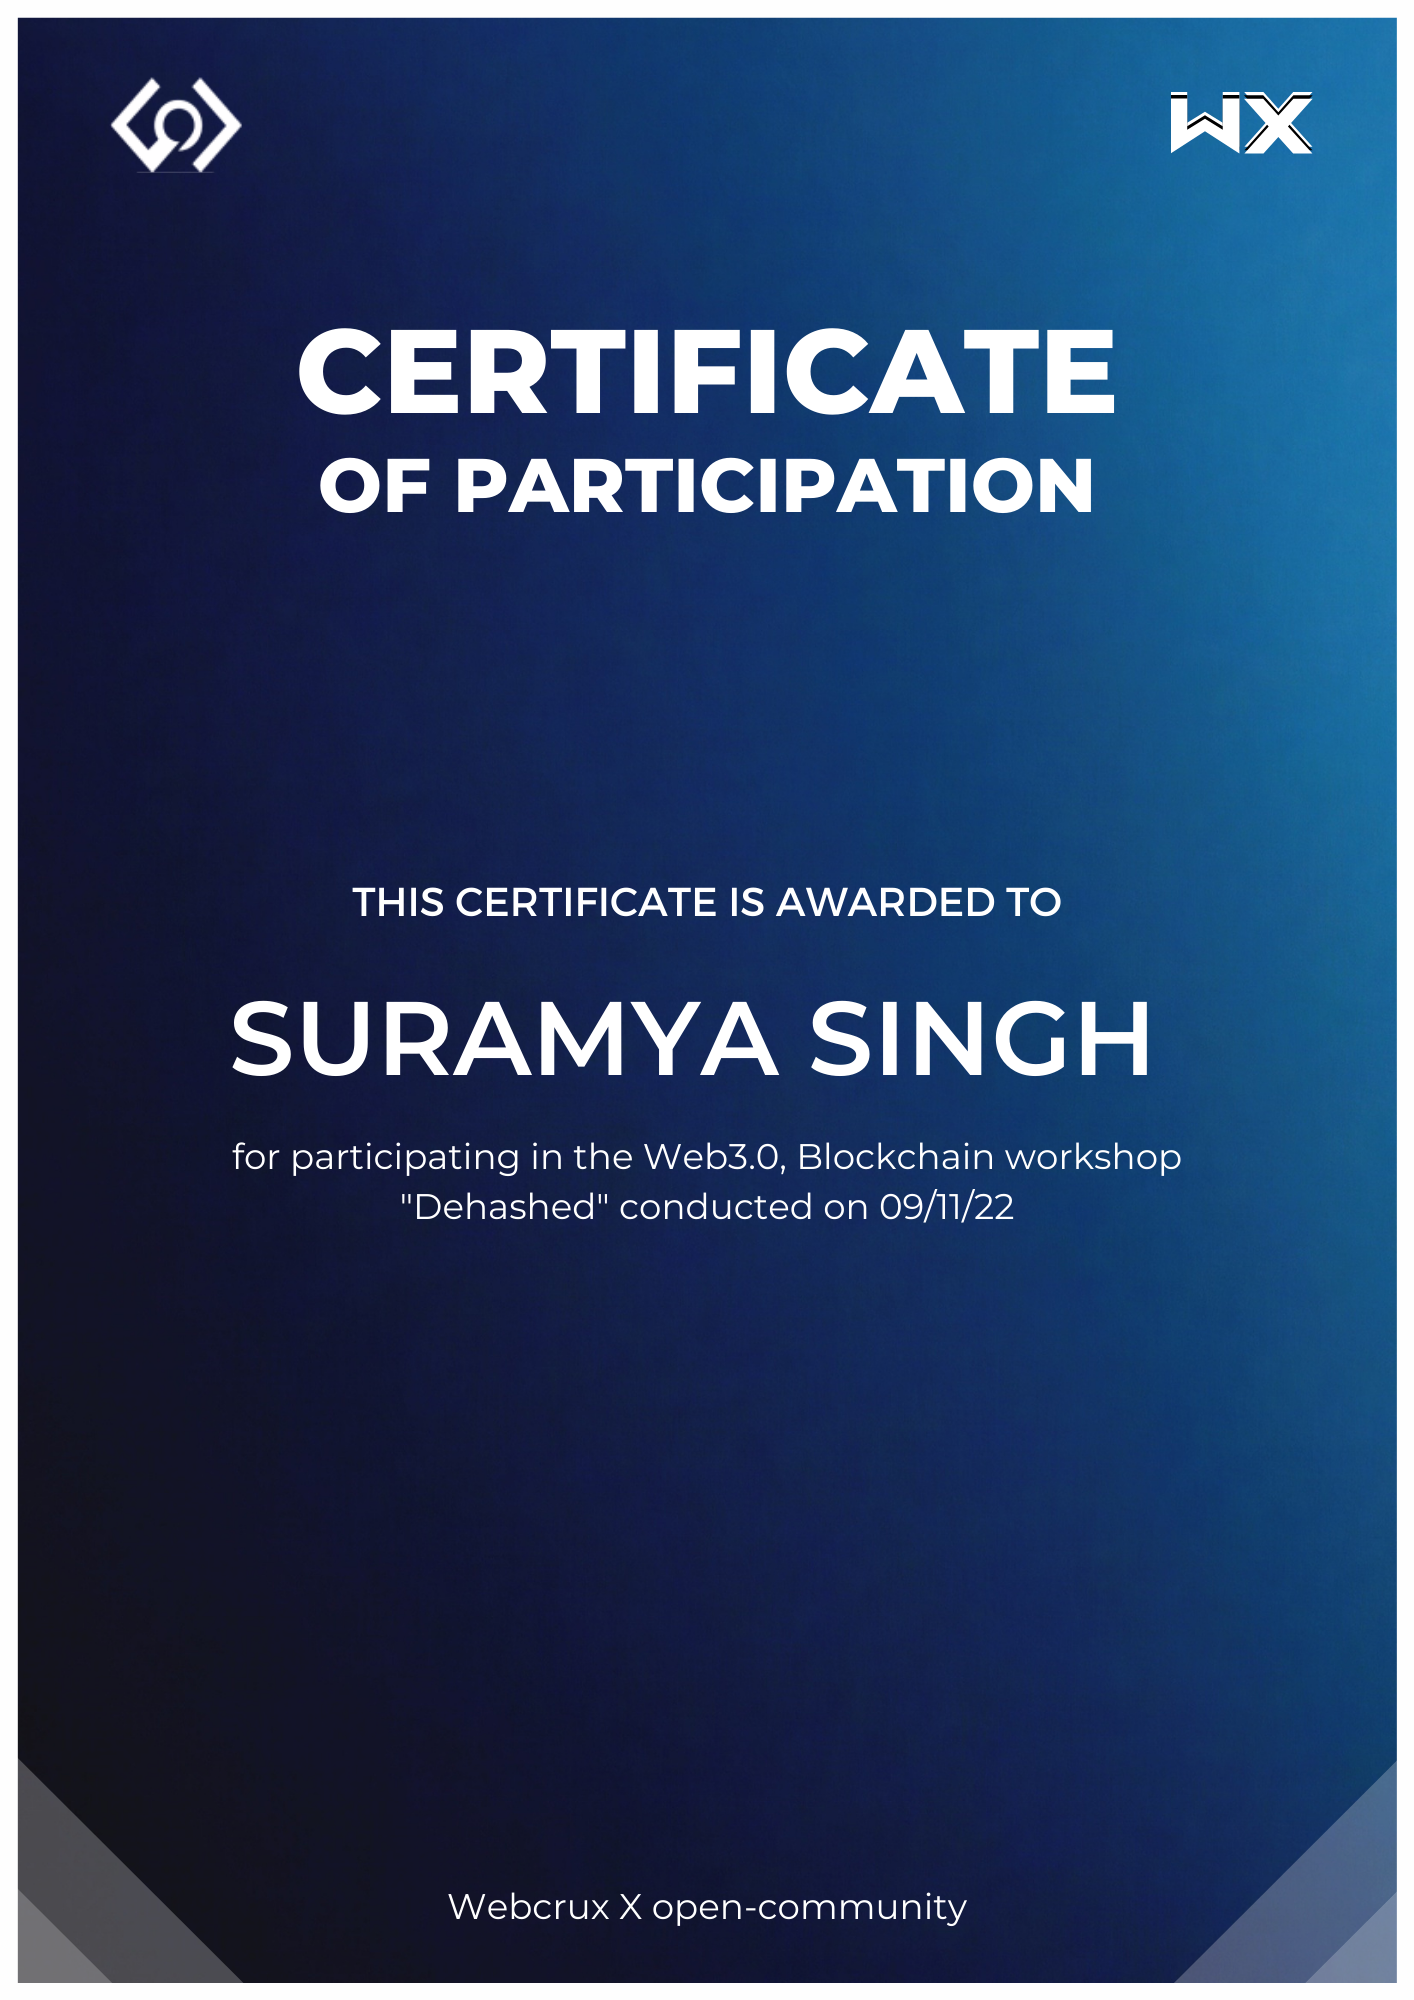 WX
CERTIFICATE
OF PARTICIPATION
THIS CERTIFICATE IS AWARDED TO
SURAMYA SINGH
for participating in the Web3.0, Blockchain workshop
"Dehashed" conducted on 09/11/22
Webcrux X open-community